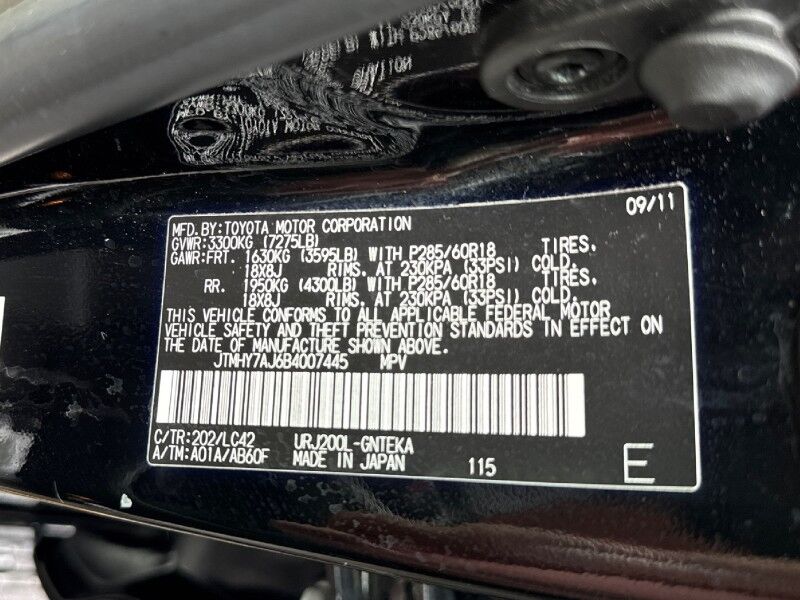 09/11
MFD. BY: TOYOTA MOTOR CORPORATION
GVWR: 3300KG (7275LB)
GAWR: FRT. 1630KG (3595LB) WITH P285/60R18 TIRES,
18X8J RIMS, AT 230KPA (33PSI) COLD.
RR. 1950KG (4300LB) WITH P285/60R18 TIRES,
18X8J RIMS, AT 230KPA (33PSI) COLD.
THIS VEHICLE CONFORMS TO ALL APPLICABLE FEDERAL MOTOR
VEHICLE SAFETY AND THEFT PREVENTION STANDARDS IN EFFECT ON
THE DATE OF MANUFACTURE SHOWN ABOVE.
JTMHY7AJ6B4007445 MPV
C/TR: 202/LC42 URJ200L-GNTEKA
A/TM: A01A/AB60F MADE IN JAPAN 115 E